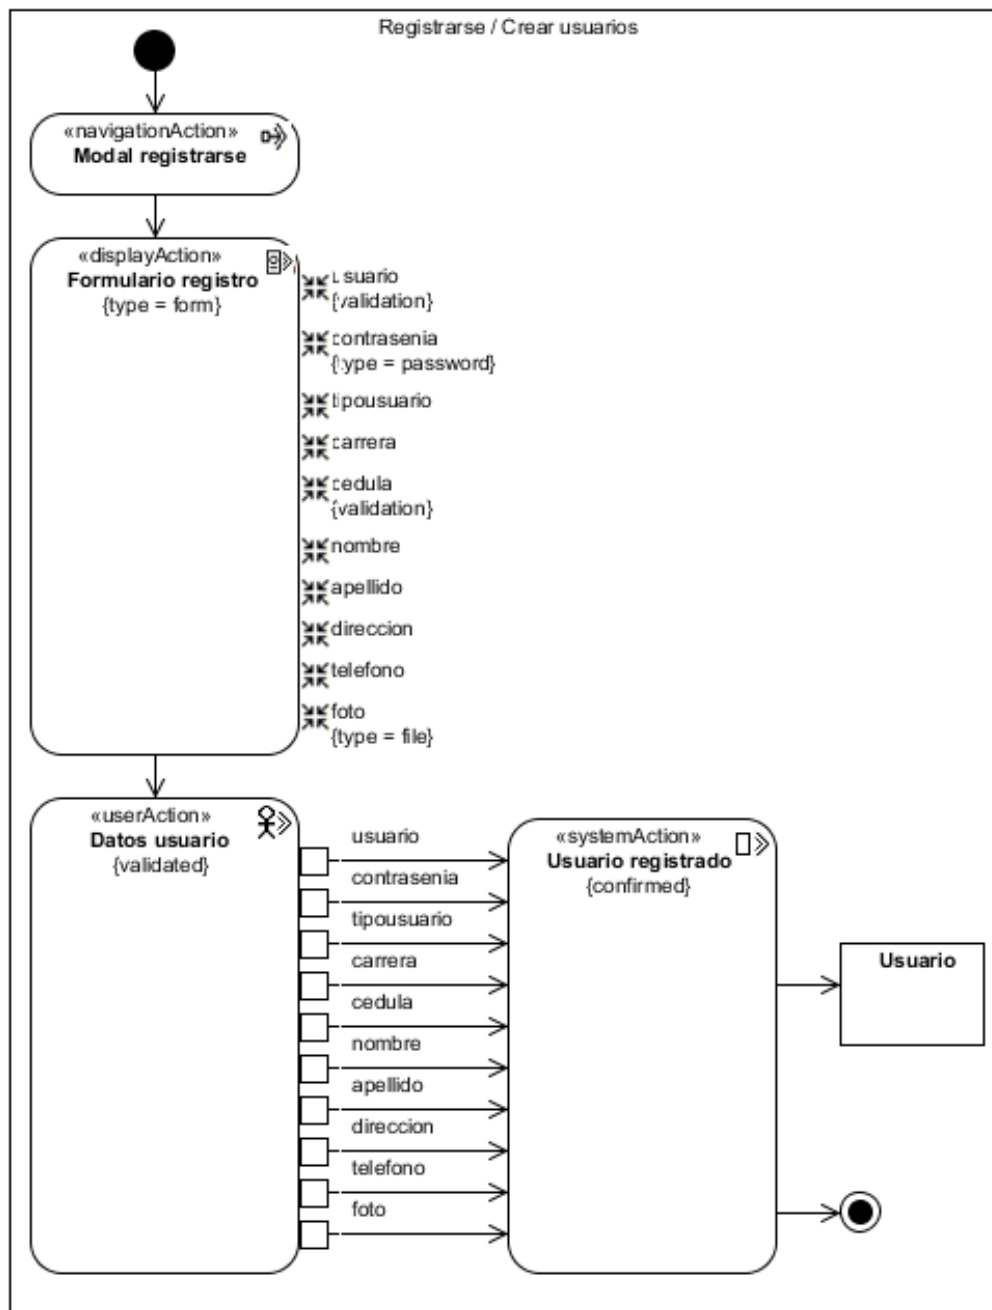 Registrarse / Crear usuarios
«navigationAction»
Modal registrarse
«displayAction»
Formulario registro
{type = form}
usuario
{validation}
contrasenia
{type = password}
tipousuario
carrera
cedula
{validation}
nombre
apellido
direccion
telefono
foto
{type = file}
«userAction»
Datos usuario
{validated}
usuario
contrasenia
tipousuario
carrera
cedula
nombre
apellido
direccion
telefono
foto
«systemAction»
Usuario registrado
{confirmed}
Usuario